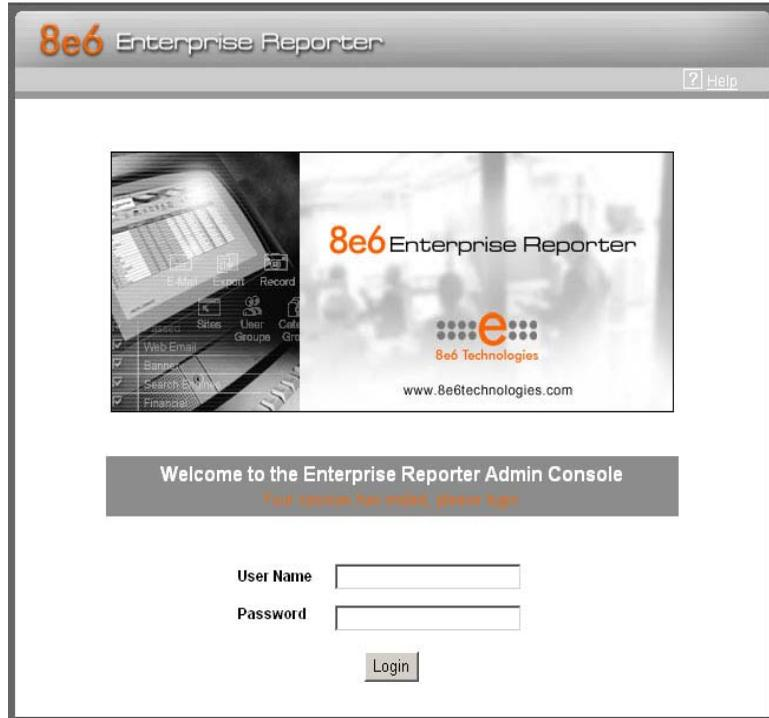 8e6 Enterprise Reporter
? Help
E-Mail Export Record
Sites User Groups
Web Email
Banner
Search Engines
Financial
8e6 Enterprise Reporter
e
8e6 Technologies
www.8e6technologies.com
Welcome to the Enterprise Reporter Admin Console
Your session has ended, please login
User Name
Password
Login